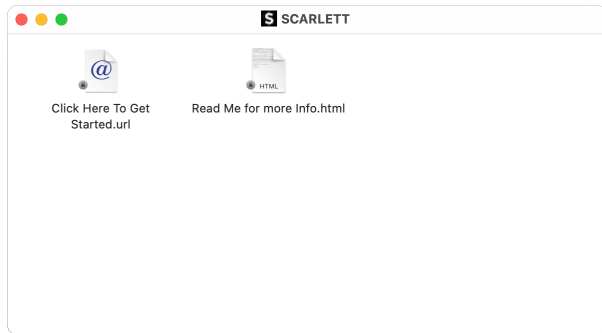 S SCARLETT
@
HTML
Click Here To Get
Started.url
Read Me for more Info.html